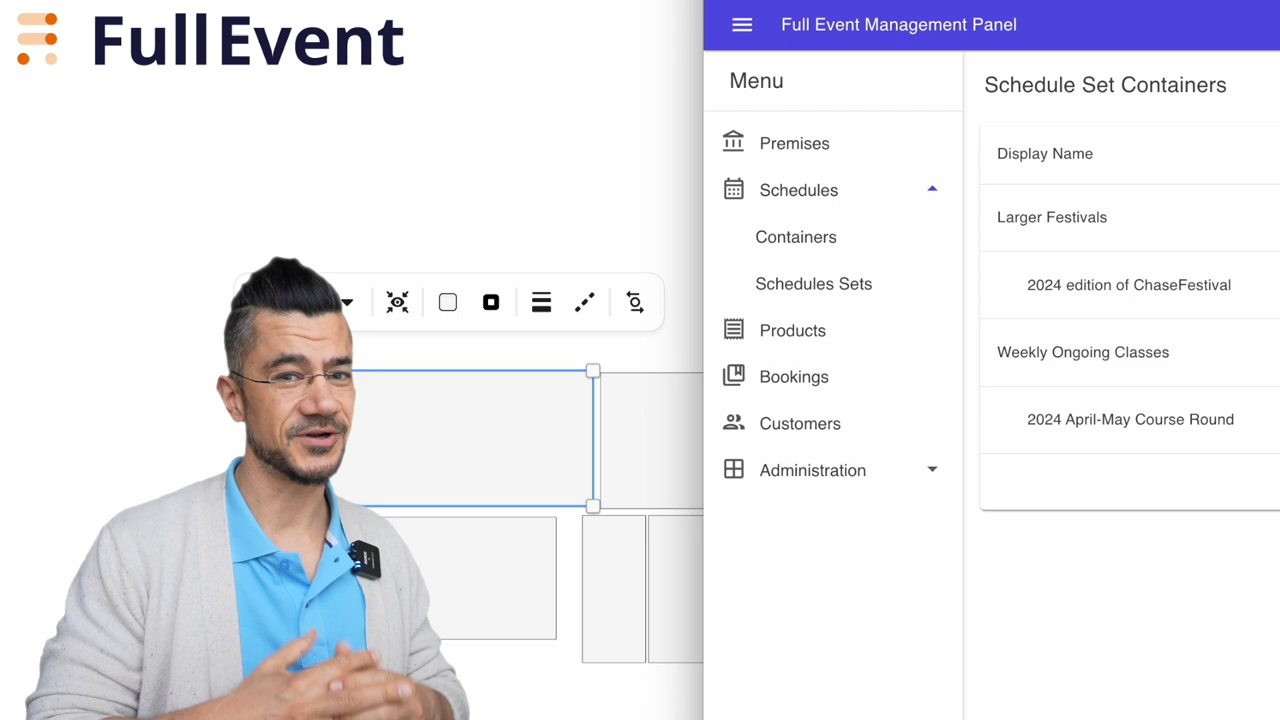 FullEvent
Full Event Management Panel
Menu
Premises
Schedules
Containers
Schedules Sets
Products
Bookings
Customers
Administration
Schedule Set Containers
Display Name
Larger Festivals
2024 edition of ChaseFestival
Weekly Ongoing Classes
2024 April-May Course Round